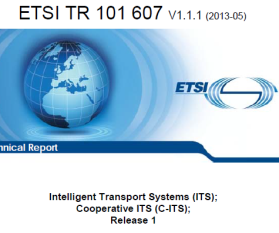 ETSI TR 101 607 V1.1.1 (2013-05)
ETSI
nnical Report
Intelligent Transport Systems (ITS);
Cooperative ITS (C-ITS);
Release 1